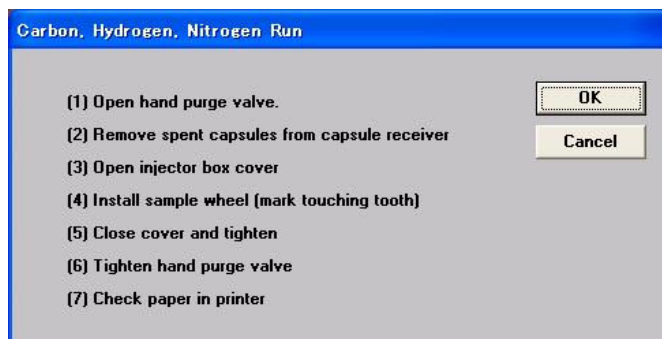 Carbon, Hydrogen, Nitrogen Run
(1) Open hand purge valve.
(2) Remove spent capsules from capsule receiver
(3) Open injector box cover
(4) Install sample wheel (mark touching tooth)
(5) Close cover and tighten
(6) Tighten hand purge valve
(7) Check paper in printer
OK
Cancel